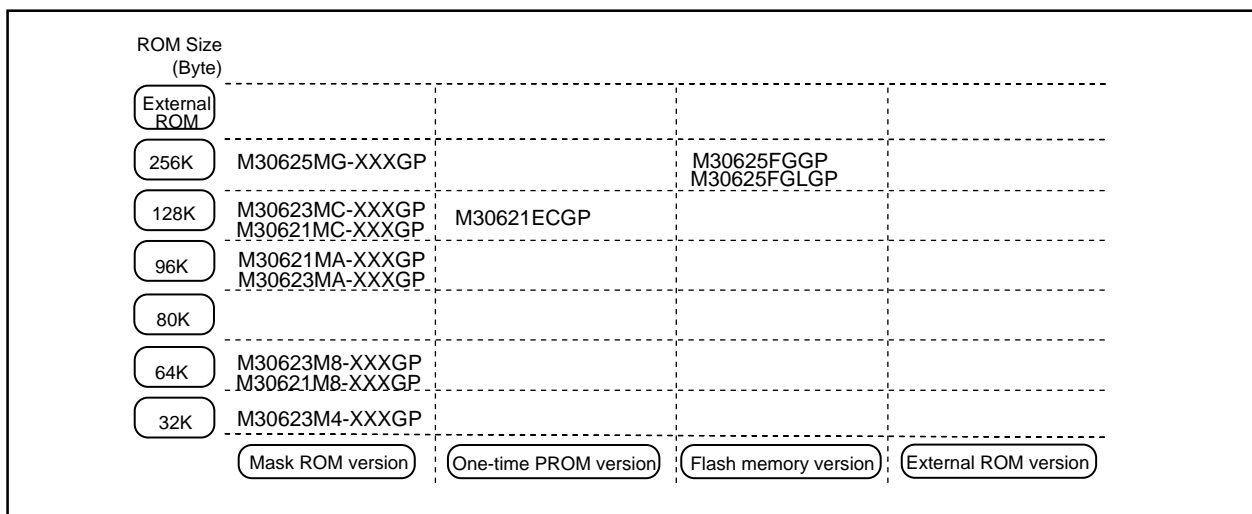 ROM Size
(Byte)
External
ROM
256K
M30625MG-XXXGP
M30625FGGP
M30625FGLGP
128K
M30623MC-XXXGP
M30621MC-XXXGP
M30621ECGP
96K
M30621MA-XXXGP
M30623MA-XXXGP
80K
64K
M30623M8-XXXGP
M30621M8-XXXGP
32K
M30623M4-XXXGP
Mask ROM version
One-time PROM version
Flash memory version
External ROM version